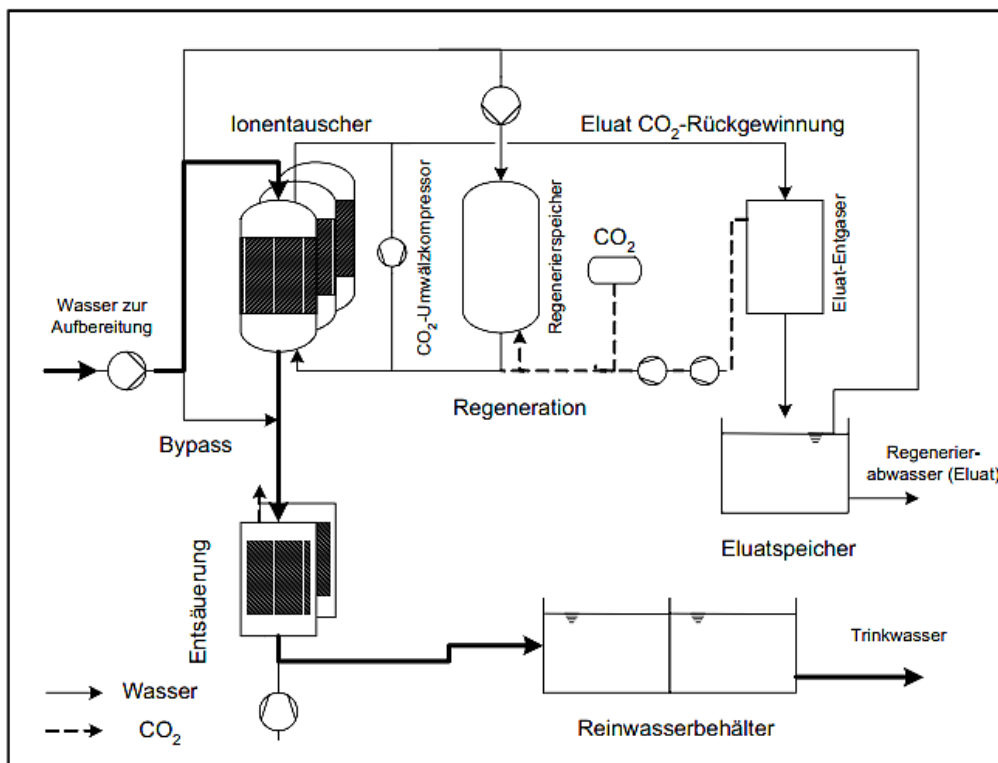 Ionentauscher
Eluat CO₂-Rückgewinnung
CO₂-Umwälzkompressor
Regenerierspeicher
CO₂
Eluat-Entgaser
Wasser zur
Aufbereitung
Regeneration
Bypass
Regenerier-
abwasser (Eluat)
Eluatspeicher
Entsäuerung
Trinkwasser
Wasser
CO₂
Reinwasserbehälter